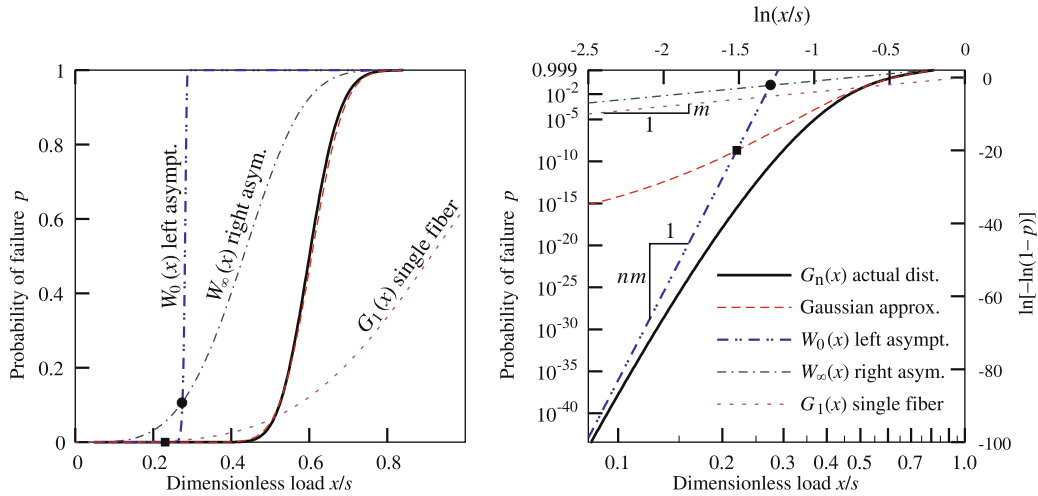 Probability of failure p
1
0.8
0.6
0.4
0.2
0
W₀(x) left asympt.
W∞(x) right asym.
G₁(x) single fiber
0 0.2 0.4 0.6 0.8
Dimensionless load x/s
ln(x/s)
-2.5 -2 -1.5 -1 -0.5 0
Probability of failure p
0.999
10⁻²
10⁻⁵
10⁻¹⁰
10⁻¹⁵
10⁻²⁰
10⁻²⁵
10⁻³⁰
10⁻³⁵
10⁻⁴⁰
m
1
1
nm
Gₙ(x) actual dist.
Gaussian approx.
W₀(x) left asympt.
W∞(x) right asym.
G₁(x) single fiber
0
-20
-40
-60
-80
-100
ln[-ln(1-p)]
0.1 0.2 0.3 0.4 0.5 0.7 1.0
Dimensionless load x/s